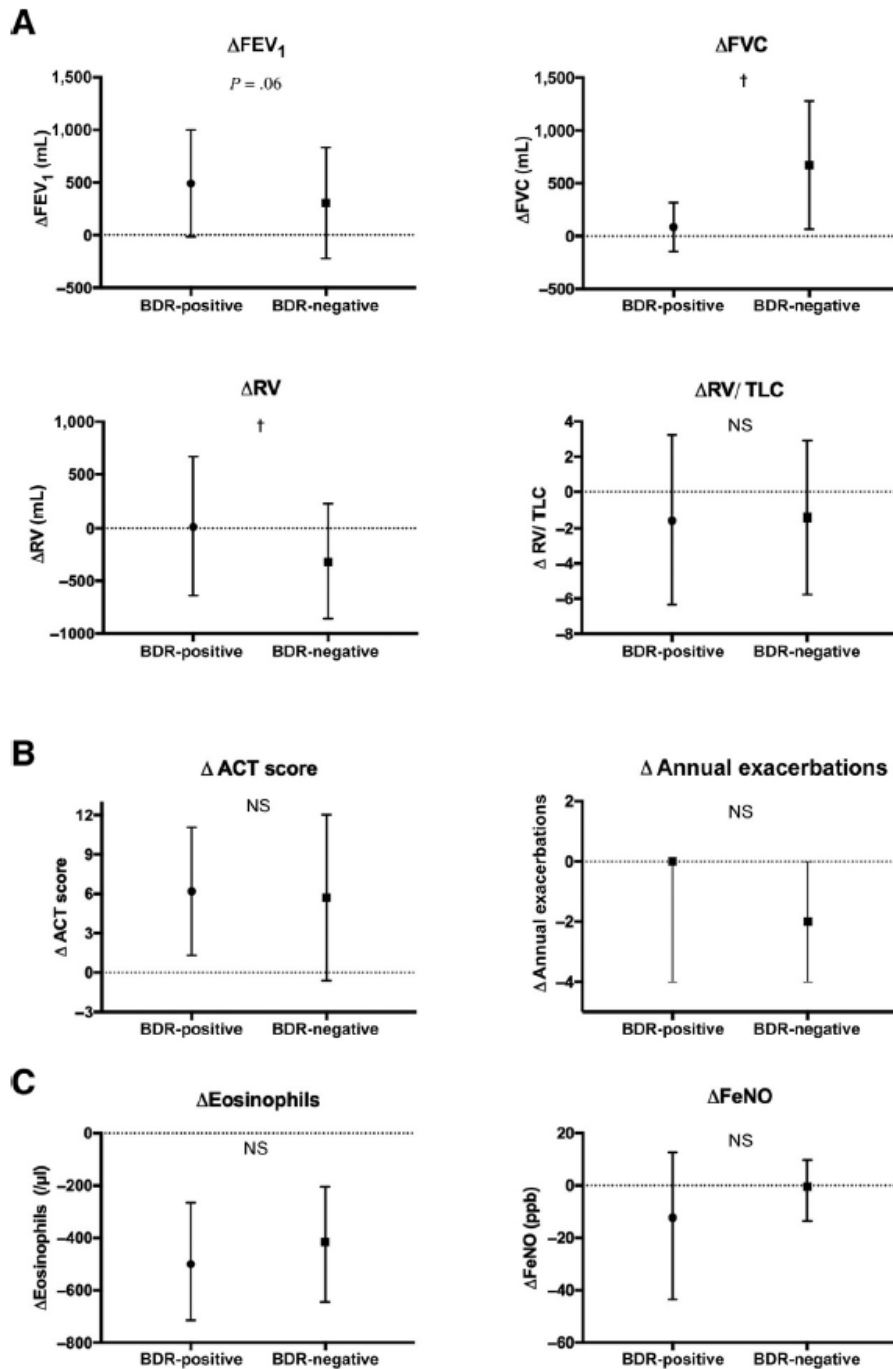 A
ΔFEV1
P = .06
ΔFEV1 (mL)
1,500
1,000
500
0
–500
BDR-positive BDR-negative
ΔFVC
†
ΔFVC (mL)
1,500
1,000
500
0
–500
BDR-positive BDR-negative
ΔRV
†
ΔRV (mL)
1,000
500
0
–500
–1000
BDR-positive BDR-negative
ΔRV/ TLC
NS
Δ RV/ TLC
4
2
0
–2
–4
–6
–8
BDR-positive BDR-negative
B
Δ ACT score
NS
Δ ACT score
12
9
6
3
0
–3
BDR-positive BDR-negative
Δ Annual exacerbations
NS
Δ Annual exacerbations
2
0
–2
–4
BDR-positive BDR-negative
C
ΔEosinophils
NS
ΔEosinophils (/µl)
0
–200
–400
–600
–800
BDR-positive BDR-negative
ΔFeNO
NS
ΔFeNO (ppb)
20
0
–20
–40
–60
BDR-positive BDR-negative